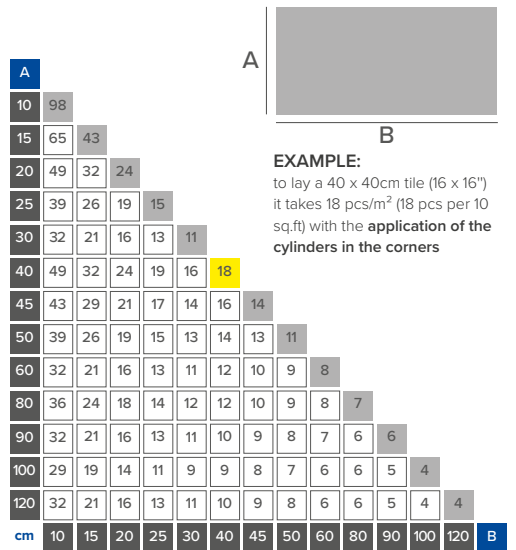 A
B
EXAMPLE:
to lay a 40 x 40cm tile (16 x 16")
it takes 18 pcs/m² (18 pcs per 10
sq.ft) with the application of the
cylinders in the corners
A
10 98
15 65 43
20 49 32 24
25 39 26 19 15
30 32 21 16 13 11
40 49 32 24 19 16 18
45 43 29 21 17 14 16 14
50 39 26 19 15 13 14 13 11
60 32 21 16 13 11 12 10 9 8
80 36 24 18 14 12 12 10 9 8 7
90 32 21 16 13 11 10 9 8 7 6 6
100 29 19 14 11 9 9 8 7 6 6 5 4
120 32 21 16 13 11 10 9 8 6 6 5 4 4
cm 10 15 20 25 30 40 45 50 60 80 90 100 120 B